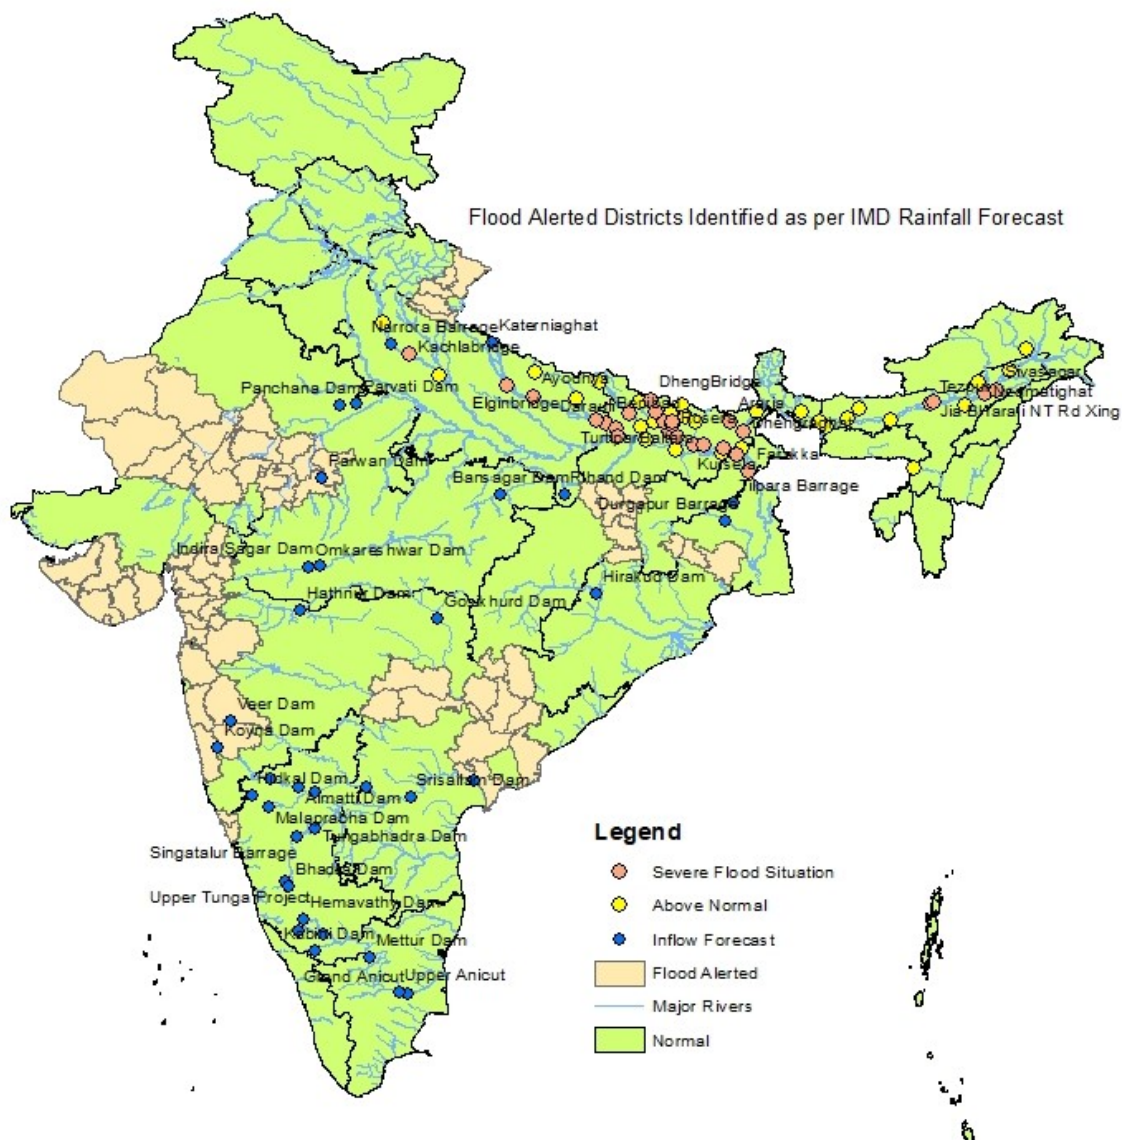 Flood Alerted Districts Identified as per IMD Rainfall Forecast
Narrora Barrage
Katerniaghat
Kachlabridge
DhengBridge
Sivasagar
Panchana Dam
Parvati Dam
Ayodhya
Tezpur
Neamatighat
Elginbridge
Araria
Jia-Bharali N T Rd Xing
Rosera
Turtipar
Farakka
Parwan Dam
Kursela
Bansagar Dam
Rihand Dam
Tilpara Barrage
Durgapur Barrage
Indira Sagar Dam
Omkareshwar Dam
Hathnur Dam
Hirakud Dam
Gosikhurd Dam
Veer Dam
Koyna Dam
Hidkal Dam
Srisailam Dam
Almatti Dam
Malaprabha Dam
Tungabhadra Dam
Singatalur Barrage
Bhadra Dam
Upper Tunga Project
Hemavathy Dam
Kabini Dam
Mettur Dam
Grand Anicut
Upper Anicut
Legend
Severe Flood Situation
Above Normal
Inflow Forecast
Flood Alerted
Major Rivers
Normal